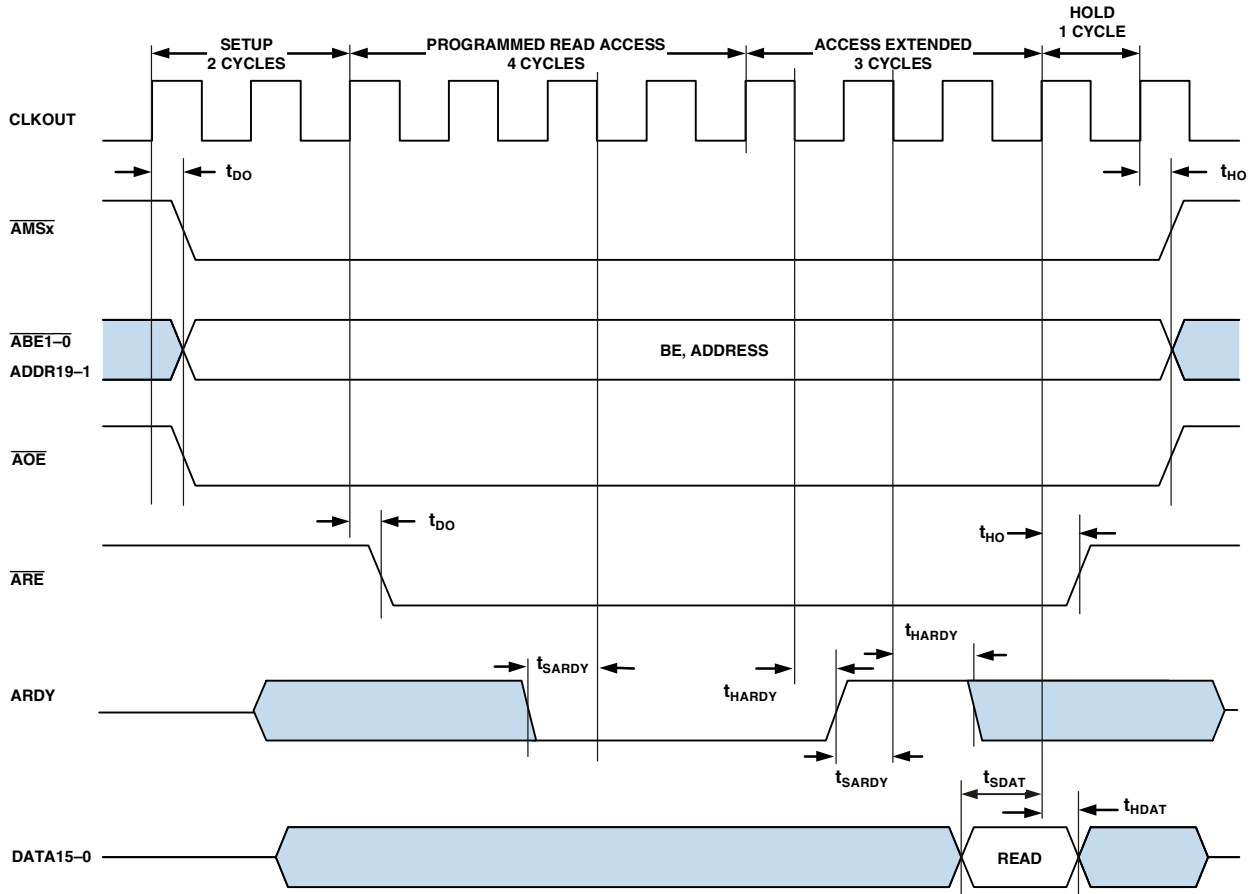 SETUP
2 CYCLES
PROGRAMMED READ ACCESS
4 CYCLES
ACCESS EXTENDED
3 CYCLES
HOLD
1 CYCLE
CLKOUT
tDO
tHO
AMSx
ABE1–0
BE, ADDRESS
ADDR19–1
AOE
tDO
tHO
ARE
tHARDY
tSARDY
tHARDY
ARDY
tSARDY
tSDAT
tHDAT
DATA15–0
READ